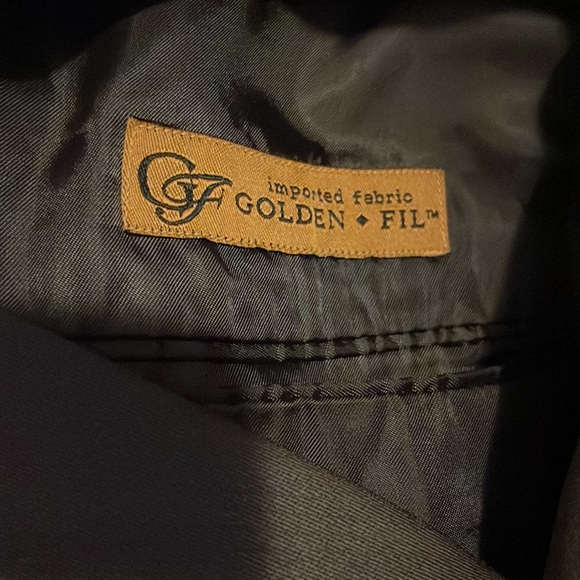 GF
imported fabric
GOLDEN ◆ FIL™